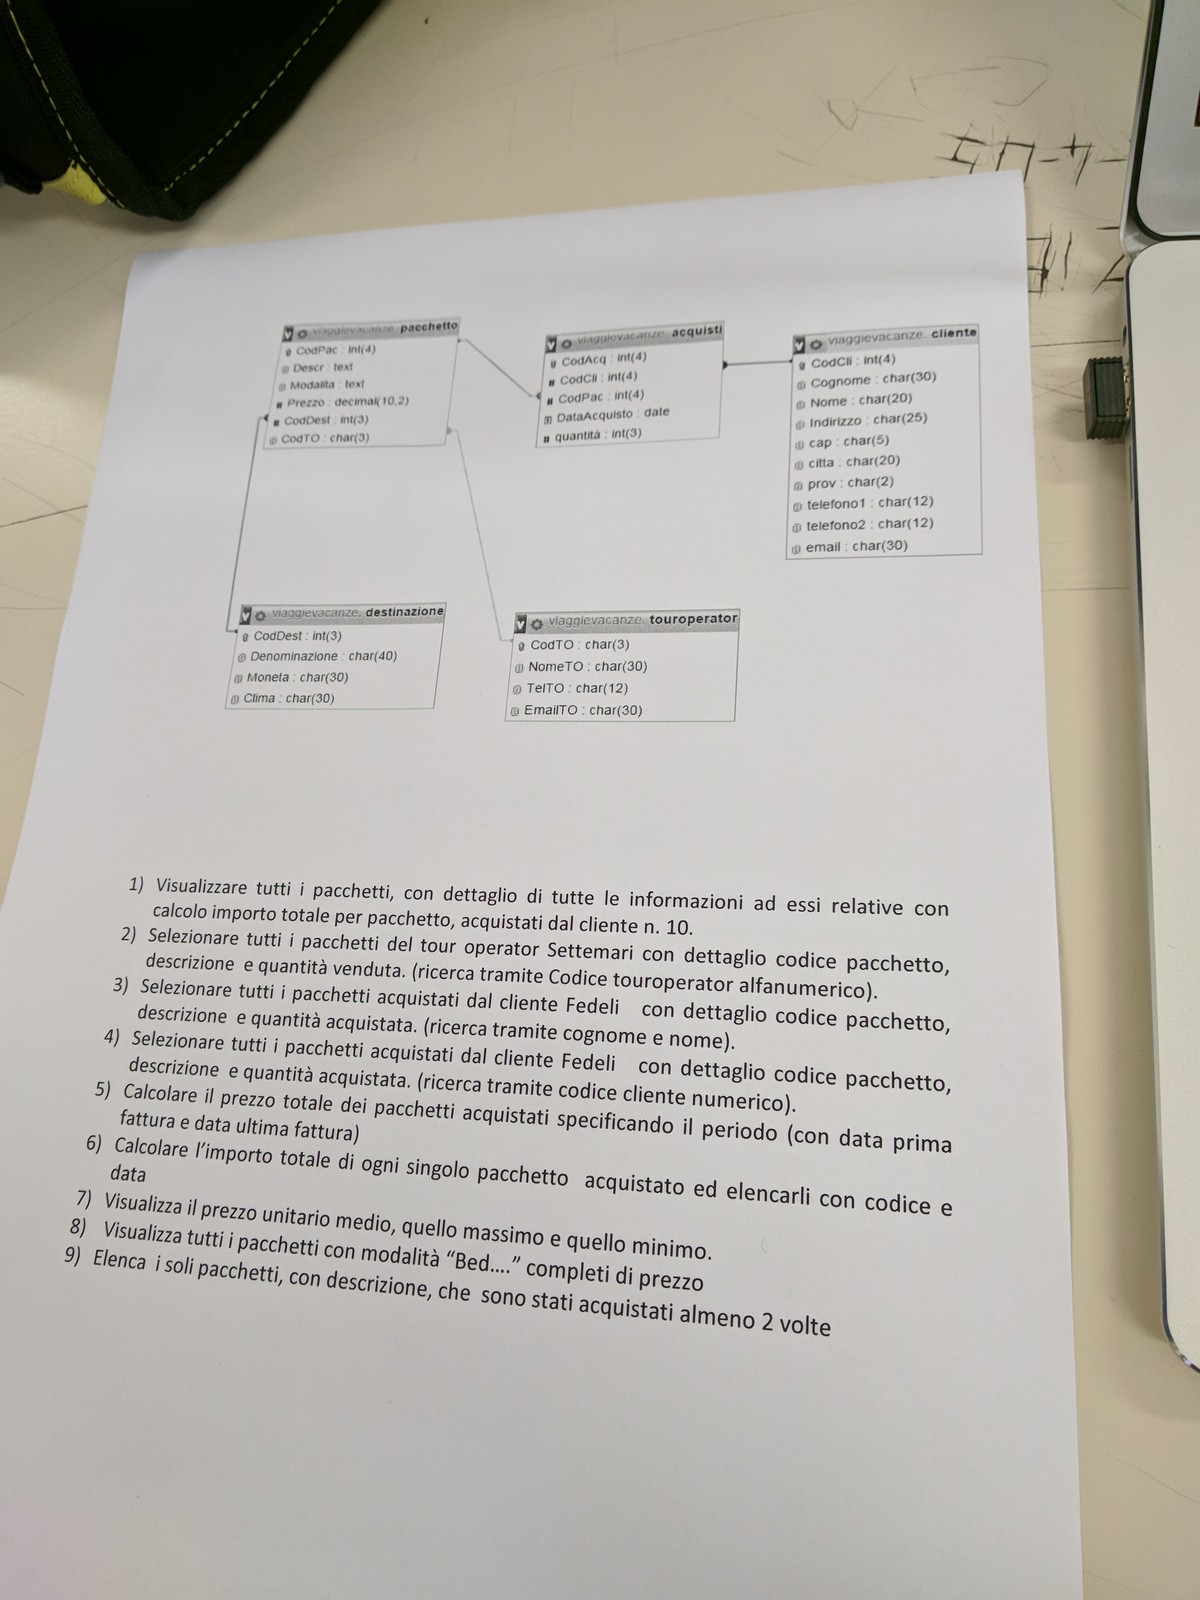 viaggievacanze pacchetto
CodPac : int(4)
Descr : text
Modalita : text
# Prezzo : decimal(10,2)
# CodDest : int(3)
CodTO : char(3)
viaggievacanze acquisti
CodAcq : int(4)
# CodCli : int(4)
# CodPac : int(4)
DataAcquisto : date
# quantità : int(3)
viaggievacanze cliente
CodCli : int(4)
Cognome : char(30)
Nome : char(20)
Indirizzo : char(25)
cap : char(5)
citta : char(20)
prov : char(2)
telefono1 : char(12)
telefono2 : char(12)
email : char(30)
viaggievacanze. destinazione
CodDest : int(3)
Denominazione : char(40)
Moneta : char(30)
Clima : char(30)
viaggievacanze. touroperator
CodTO : char(3)
NomeTO : char(30)
TelTO : char(12)
EmailTO : char(30)
1) Visualizzare tutti i pacchetti, con dettaglio di tutte le informazioni ad essi relative con
calcolo importo totale per pacchetto, acquistati dal cliente n. 10.
2) Selezionare tutti i pacchetti del tour operator Settemari con dettaglio codice pacchetto,
descrizione e quantità venduta. (ricerca tramite Codice touroperator alfanumerico).
3) Selezionare tutti i pacchetti acquistati dal cliente Fedeli con dettaglio codice pacchetto,
descrizione e quantità acquistata. (ricerca tramite cognome e nome).
4) Selezionare tutti i pacchetti acquistati dal cliente Fedeli con dettaglio codice pacchetto,
descrizione e quantità acquistata. (ricerca tramite codice cliente numerico).
5) Calcolare il prezzo totale dei pacchetti acquistati specificando il periodo (con data prima
fattura e data ultima fattura)
6) Calcolare l'importo totale di ogni singolo pacchetto acquistato ed elencarli con codice e
data
7) Visualizza il prezzo unitario medio, quello massimo e quello minimo.
8) Visualizza tutti i pacchetti con modalità “Bed....” completi di prezzo
9) Elenca i soli pacchetti, con descrizione, che sono stati acquistati almeno 2 volte